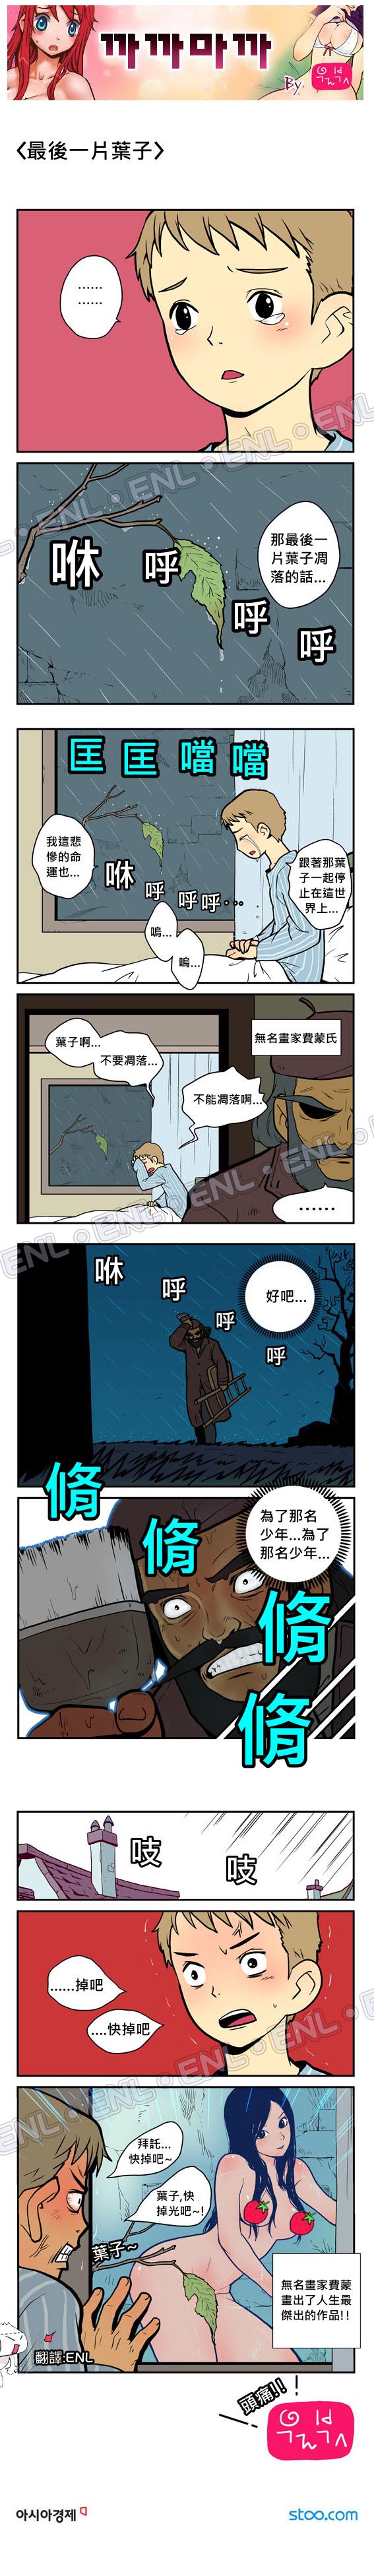 까까마까
By.
<最後一片葉子>
......
......
那最後一
片葉子凋
落的話...
咻
呼
呼
呼
匡匡噹噹
我這悲
慘的命
運也...
跟著那葉
子一起停
止在這世
界上...
咻
呼
呼呼...
嗚...
嗚...
葉子啊...
不要凋落...
無名畫家費蒙氏
不能凋落啊...
......
咻
呼
呼
呼
好吧...
為了那名
少年...為了
那名少年...
脩
脩
脩
脩
吱
吱
......掉吧
....快掉吧
拜託...
快掉吧~
葉子,快
掉光吧~!
葉子~
無名畫家費蒙
畫出了人生最
傑出的作品!!
翻譯:ENL
頭痛!!
아시아경제
stoo.com
ENL